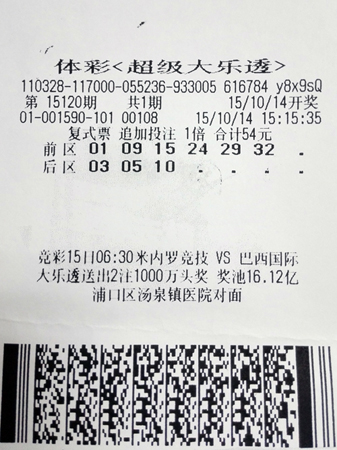 体彩<超级大乐透>
110328-117000-055236-933005 616784 y8x9sQ
第 15120期 共1期 15/10/14开奖
01-001590-101 00108 15/10/14 15:15:35
复式票 追加投注 1倍 合计54元
前区 01 09 15 24 29 32 .
后区 03 05 10 . . . .
竞彩15日06:30米内罗竞技 VS 巴西国际
大乐透送出2注1000万头奖 奖池16.12亿
浦口区汤泉镇医院对面